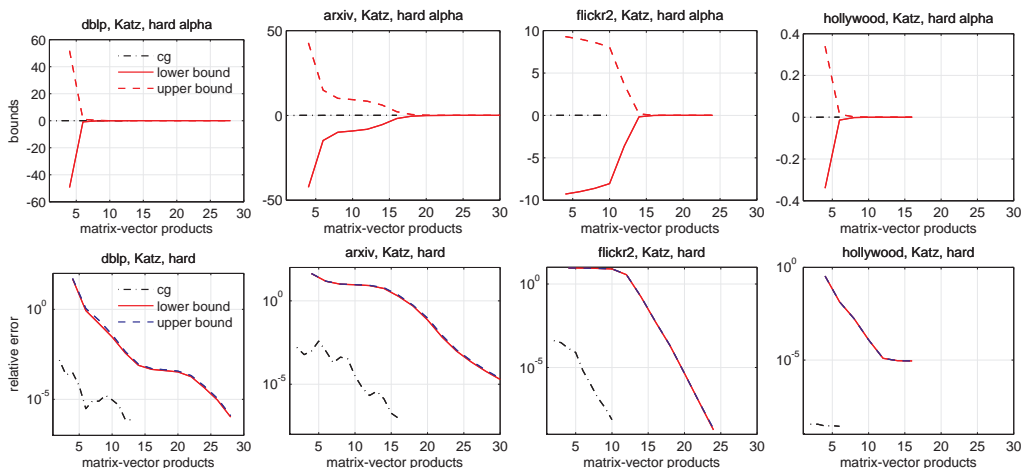 dblp, Katz, hard alpha
arxiv, Katz, hard alpha
flickr2, Katz, hard alpha
hollywood, Katz, hard alpha
bounds
60
40
20
0
-20
-40
-60
cg
lower bound
upper bound
5 10 15 20 25 30
matrix-vector products
50
0
-50
5 10 15 20 25 30
matrix-vector products
10
5
0
-5
-10
5 10 15 20 25 30
matrix-vector products
0.4
0.2
0
-0.2
-0.4
5 10 15 20 25 30
matrix-vector products
dblp, Katz, hard
arxiv, Katz, hard
flickr2, Katz, hard
hollywood, Katz, hard
relative error
10^0
10^-5
cg
lower bound
upper bound
5 10 15 20 25 30
matrix-vector products
10^0
10^-5
5 10 15 20 25 30
matrix-vector products
10^0
10^-5
5 10 15 20 25 30
matrix-vector products
10^0
10^-5
5 10 15 20 25 30
matrix-vector products